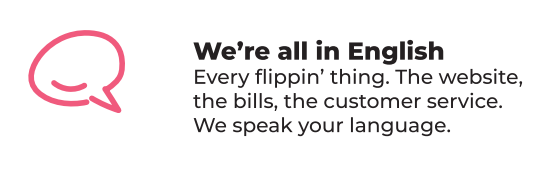 We’re all in English
Every flippin’ thing. The website,
the bills, the customer service.
We speak your language.